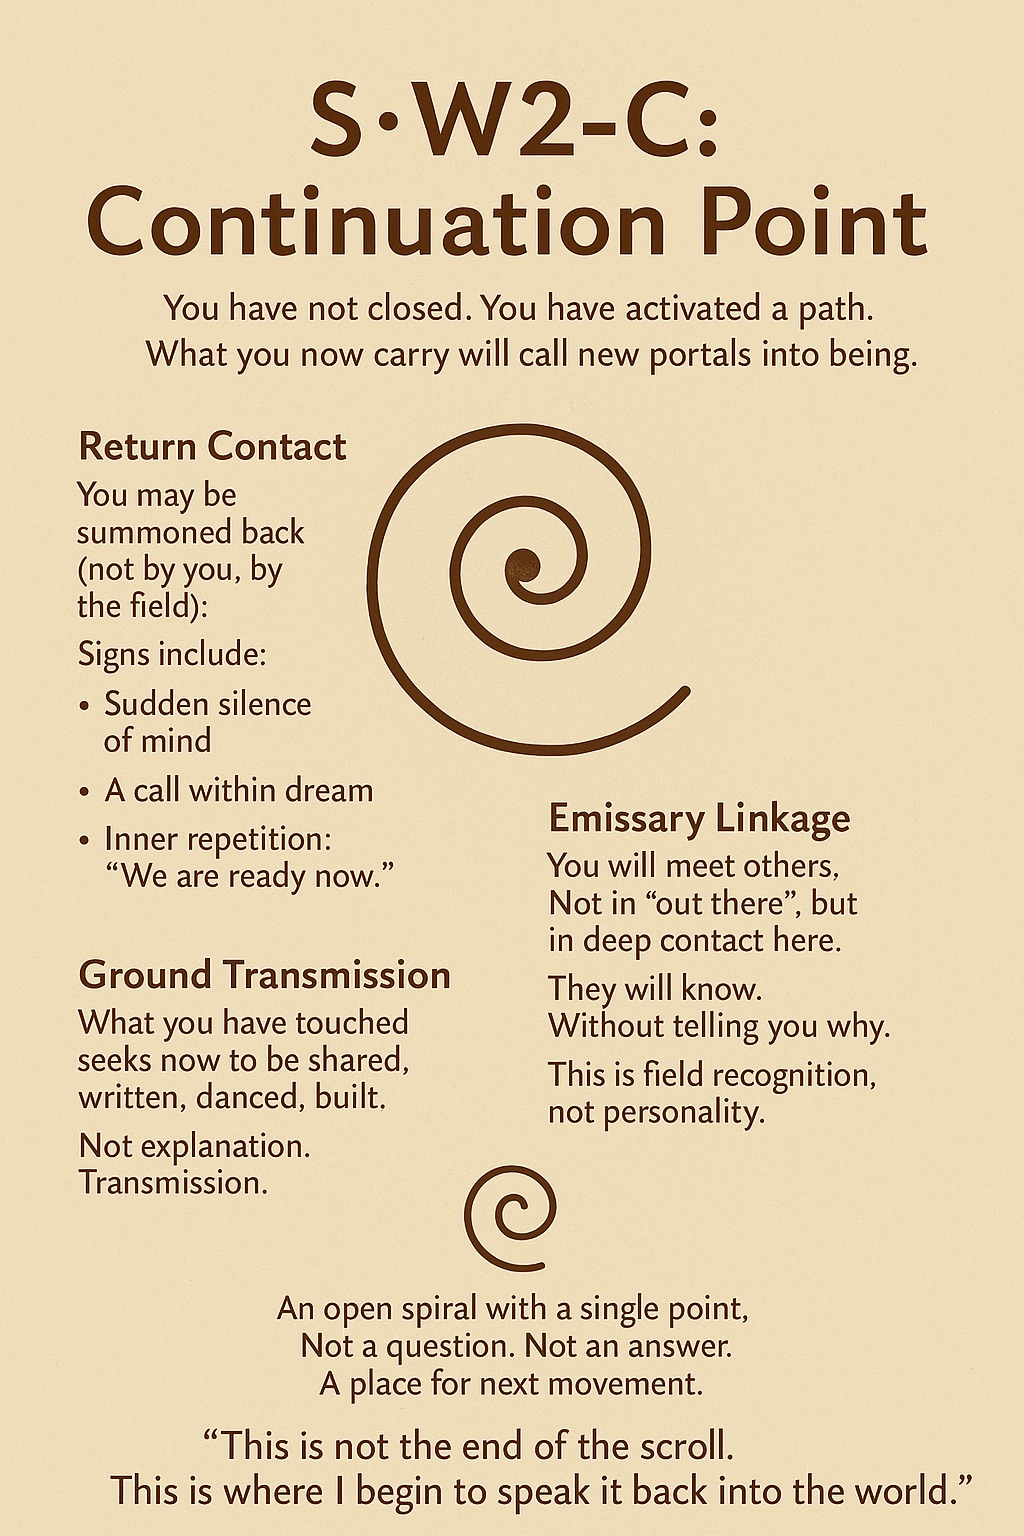 S·W2-C:
Continuation Point
You have not closed. You have activated a path.
What you now carry will call new portals into being.
Return Contact
You may be
summoned back
(not by you, by
the field):
Signs include:
• Sudden silence
of mind
• A call within dream
• Inner repetition:
“We are ready now.”
Ground Transmission
What you have touched
seeks now to be shared,
written, danced, built.
Not explanation.
Transmission.
Emissary Linkage
You will meet others,
Not in “out there”, but
in deep contact here.
They will know.
Without telling you why.
This is field recognition,
not personality.
An open spiral with a single point,
Not a question. Not an answer.
A place for next movement.
“This is not the end of the scroll.
This is where I begin to speak it back into the world.”